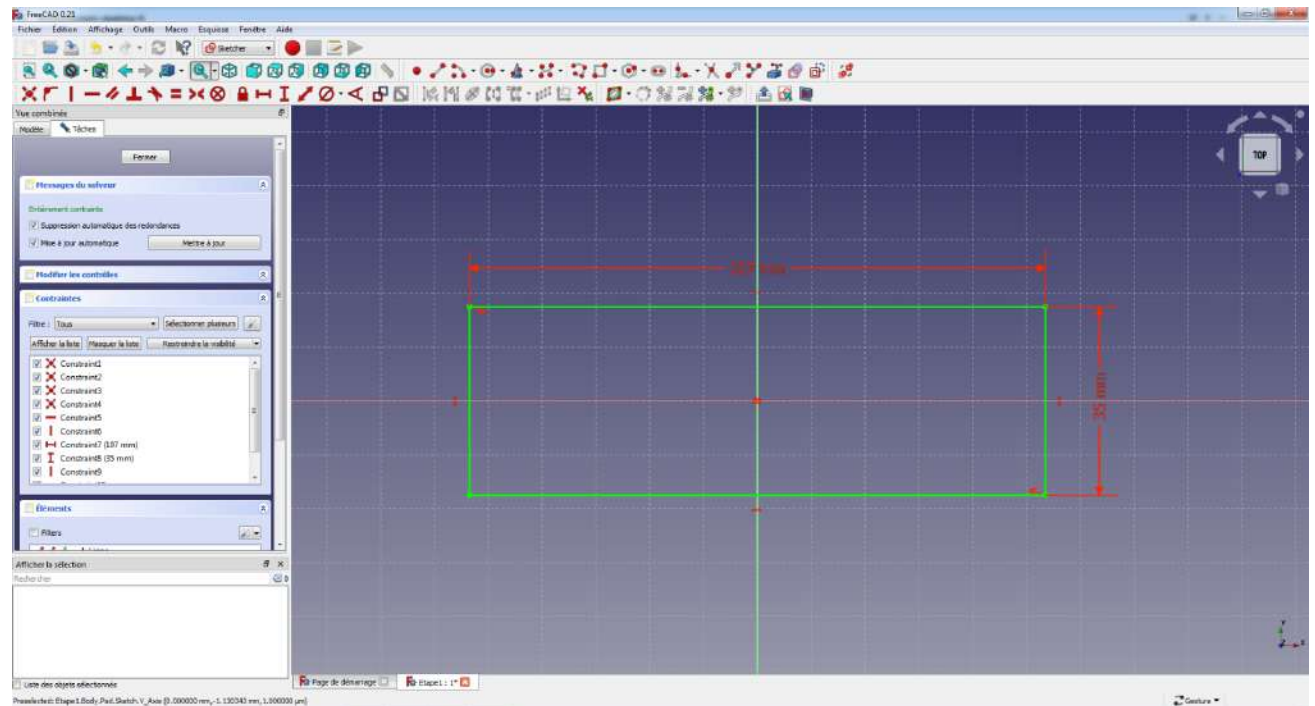 FreeCAD 0.21
Fichier Edition Affichage Outils Macro Esquisse Fenêtre Aide
Sketcher
Vue combinée
Modèle Tâches
Fermer
Messages du solveur
Entièrement contrainte
Suppression automatique des redondances
Mise à jour automatique Mettre à jour
Modifier les contrôles
Contraintes
Filtre : Tous Sélectionner plusieurs
Afficher la liste Masquer la liste Restreindre la visibilité
Constraint1
Constraint2
Constraint3
Constraint4
Constraint5
Constraint6
Constraint7 (107 mm)
Constraint8 (35 mm)
Constraint9
Éléments
Filters
Afficher la sélection
Rechercher
Liste des objets sélectionnés
TOP
35 mm
Y
Z X
Page de démarrage Etape1 : 1*
Gesture